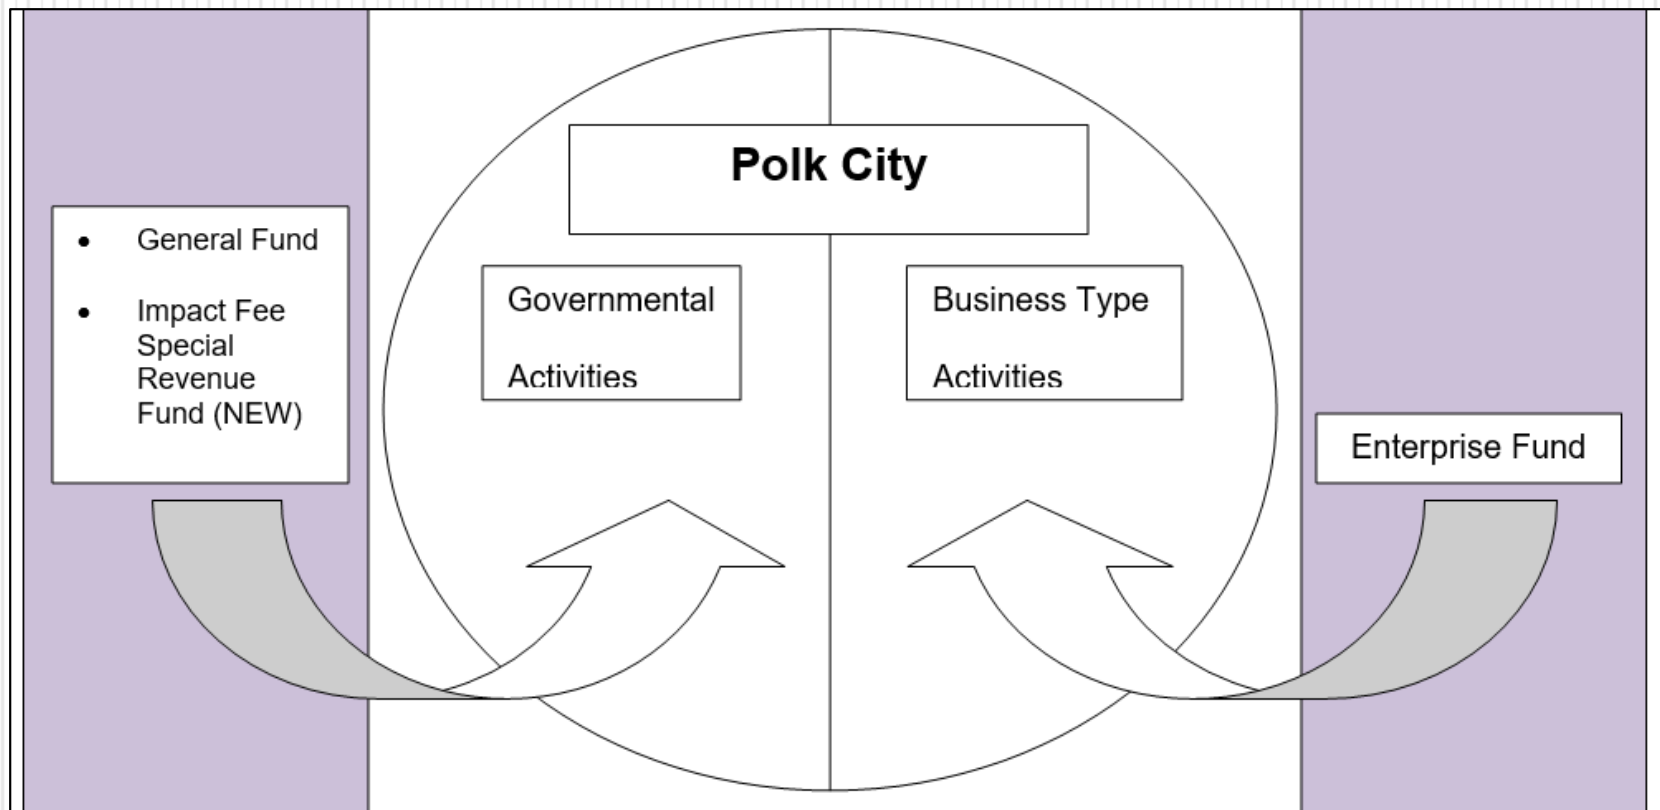 Polk City
• General Fund
• Impact Fee
Special
Revenue
Fund (NEW)
Governmental
Activities
Business Type
Activities
Enterprise Fund